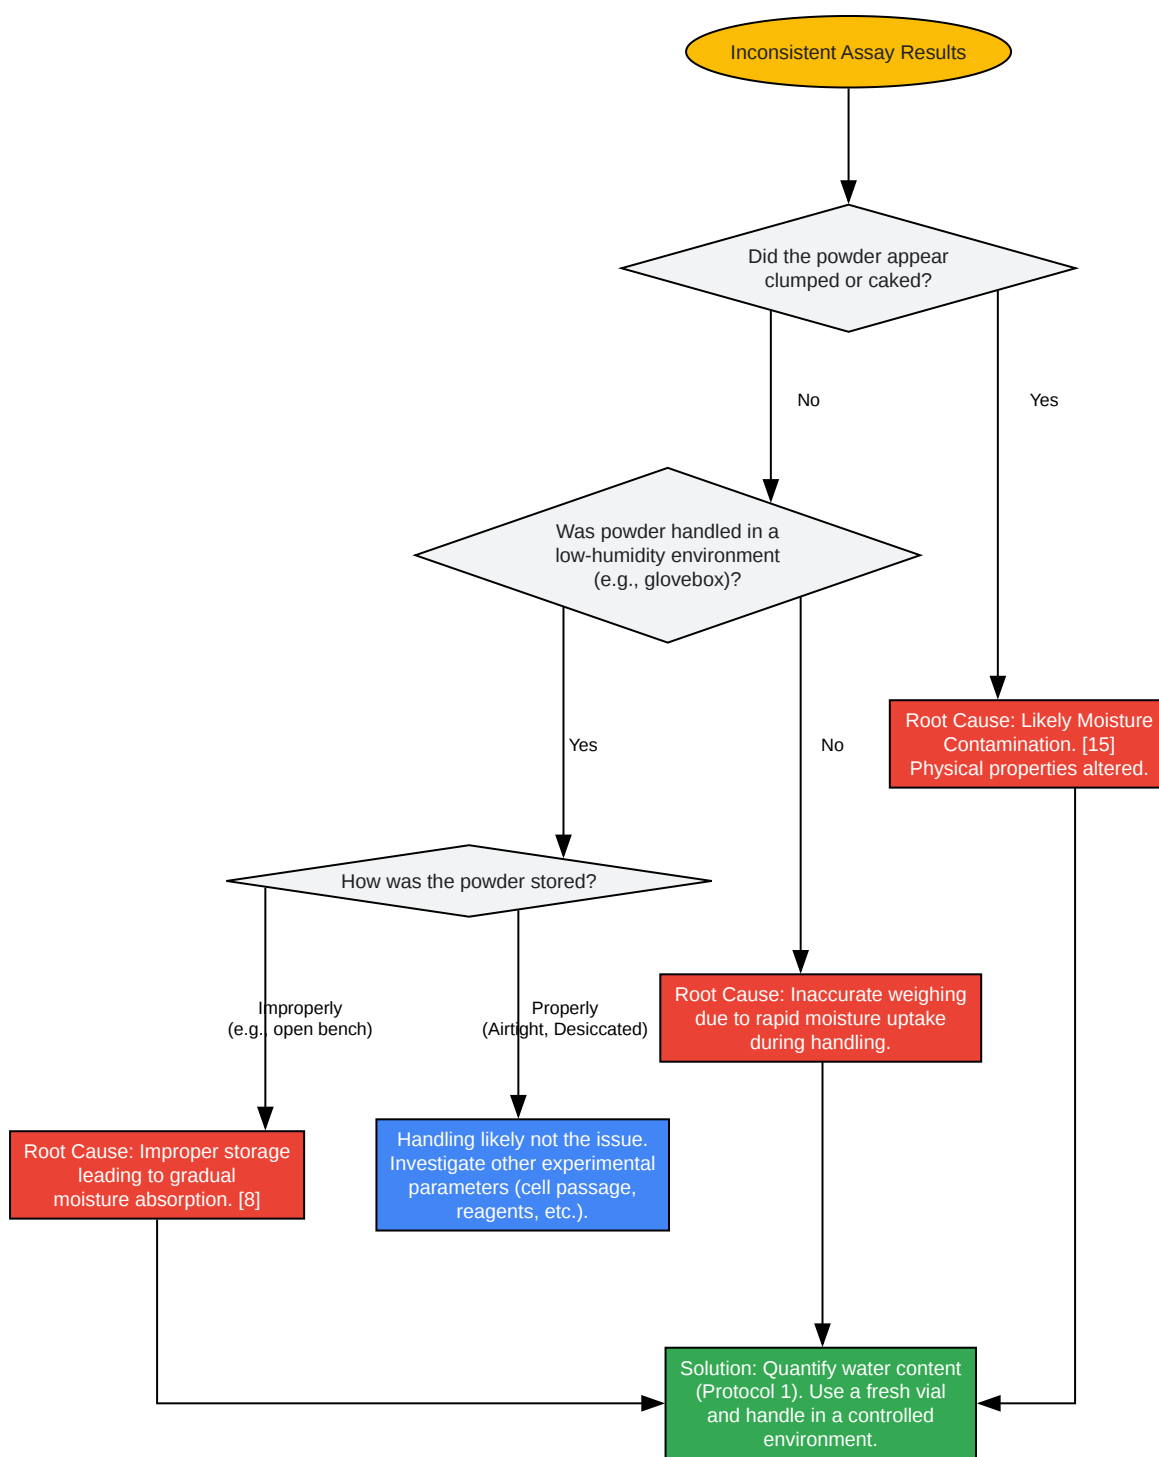 Inconsistent Assay Results
Did the powder appear
clumped or caked?
No
Yes
Was powder handled in a
low-humidity environment
(e.g., glovebox)?
Root Cause: Likely Moisture
Contamination. [15]
Physical properties altered.
Yes
No
How was the powder stored?
Improperly
(e.g., open bench)
Properly
(Airtight, Desiccated)
Root Cause: Inaccurate weighing
due to rapid moisture uptake
during handling.
Root Cause: Improper storage
leading to gradual
moisture absorption. [8]
Handling likely not the issue.
Investigate other experimental
parameters (cell passage,
reagents, etc.).
Solution: Quantify water content
(Protocol 1). Use a fresh vial
and handle in a controlled
environment.